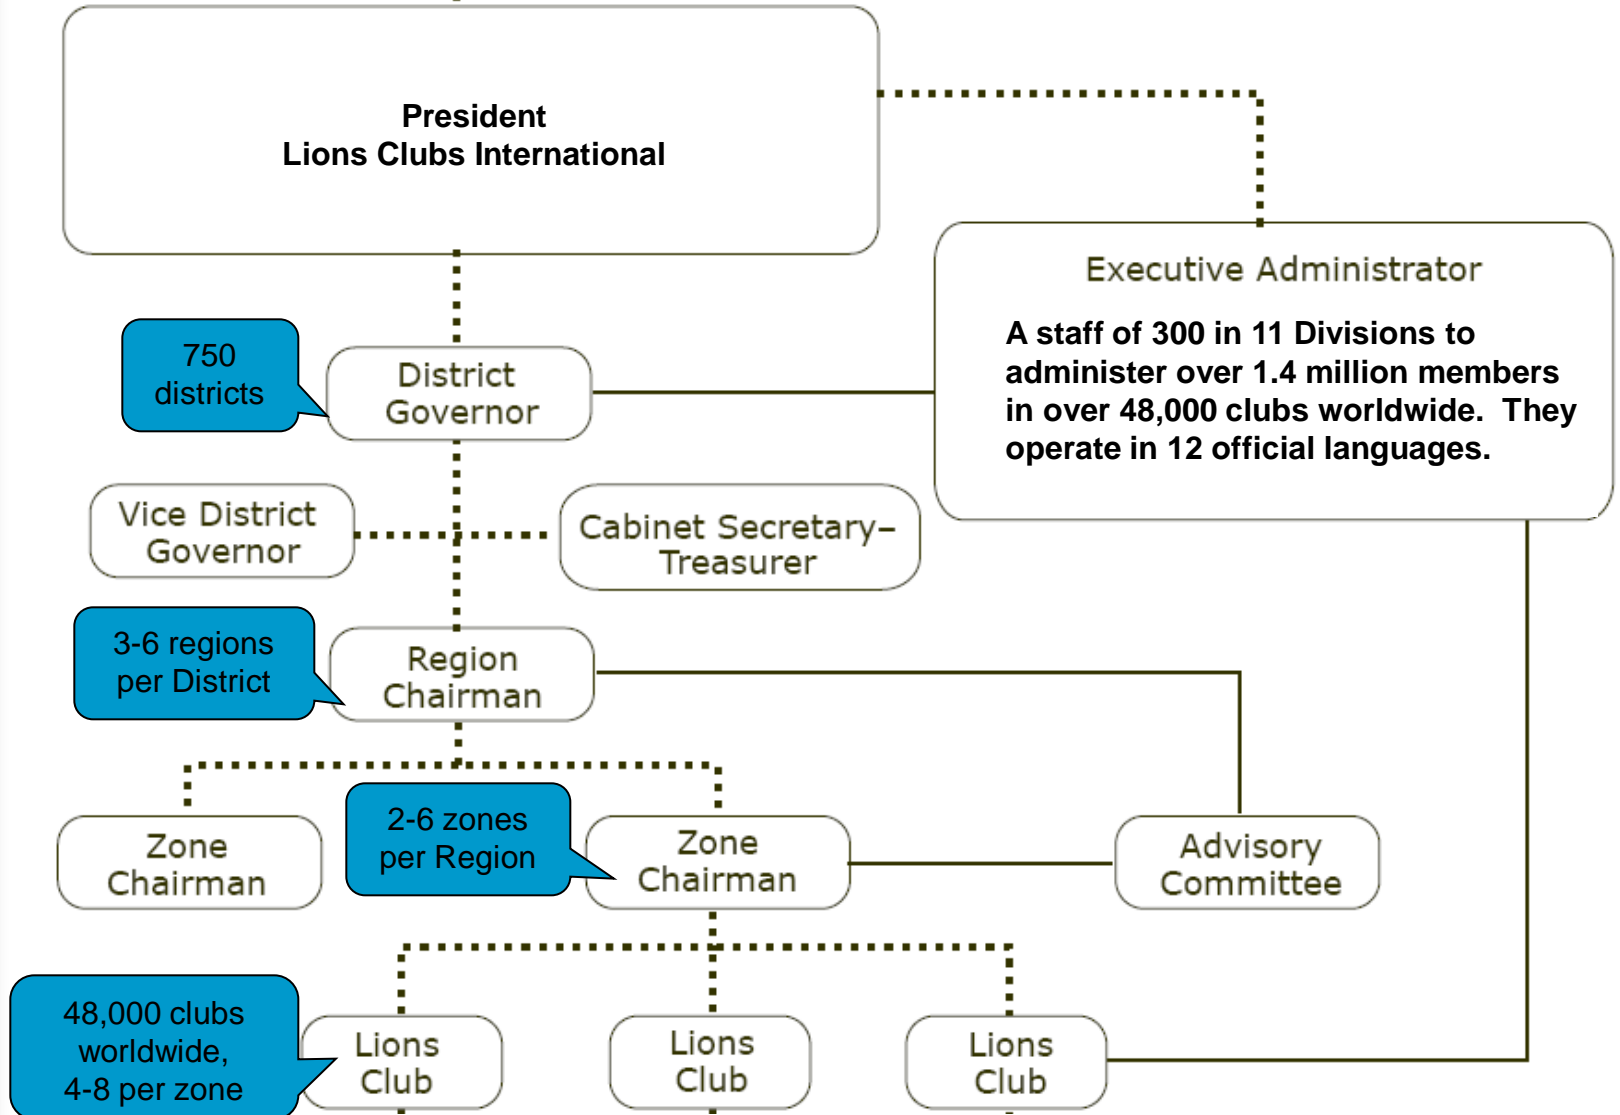 President
Lions Clubs International
Executive Administrator
A staff of 300 in 11 Divisions to
administer over 1.4 million members
in over 48,000 clubs worldwide.  They
operate in 12 official languages.
750
districts
District
Governor
Vice District
Governor
Cabinet Secretary–
Treasurer
3-6 regions
per District
Region
Chairman
Zone
Chairman
2-6 zones
per Region
Zone
Chairman
Advisory
Committee
48,000 clubs
worldwide,
4-8 per zone
Lions
Club
Lions
Club
Lions
Club